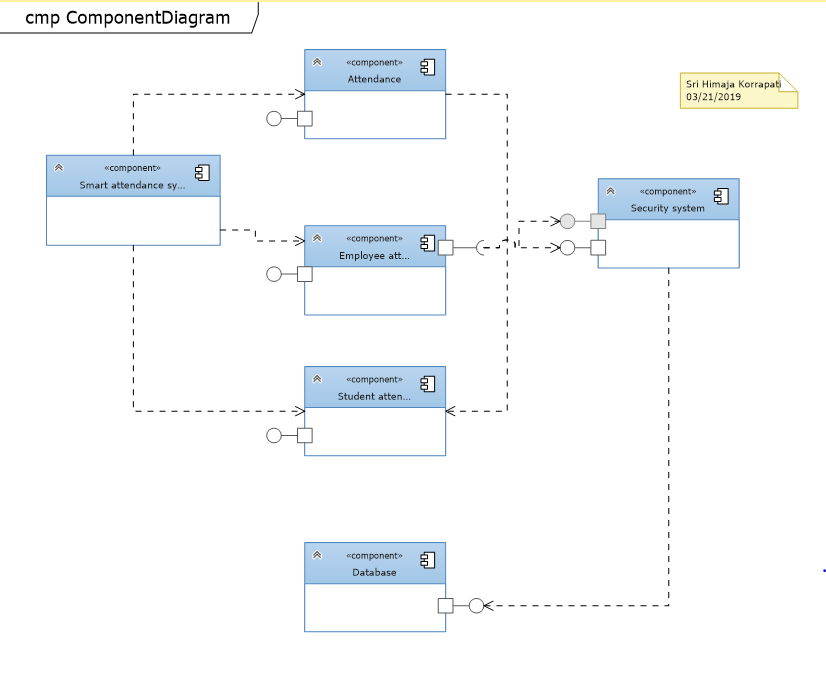 cmp ComponentDiagram
«component»
Attendance
Sri Himaja Korrapati
03/21/2019
«component»
Smart attendance sy...
«component»
Security system
«component»
Employee att...
«component»
Student atten...
«component»
Database